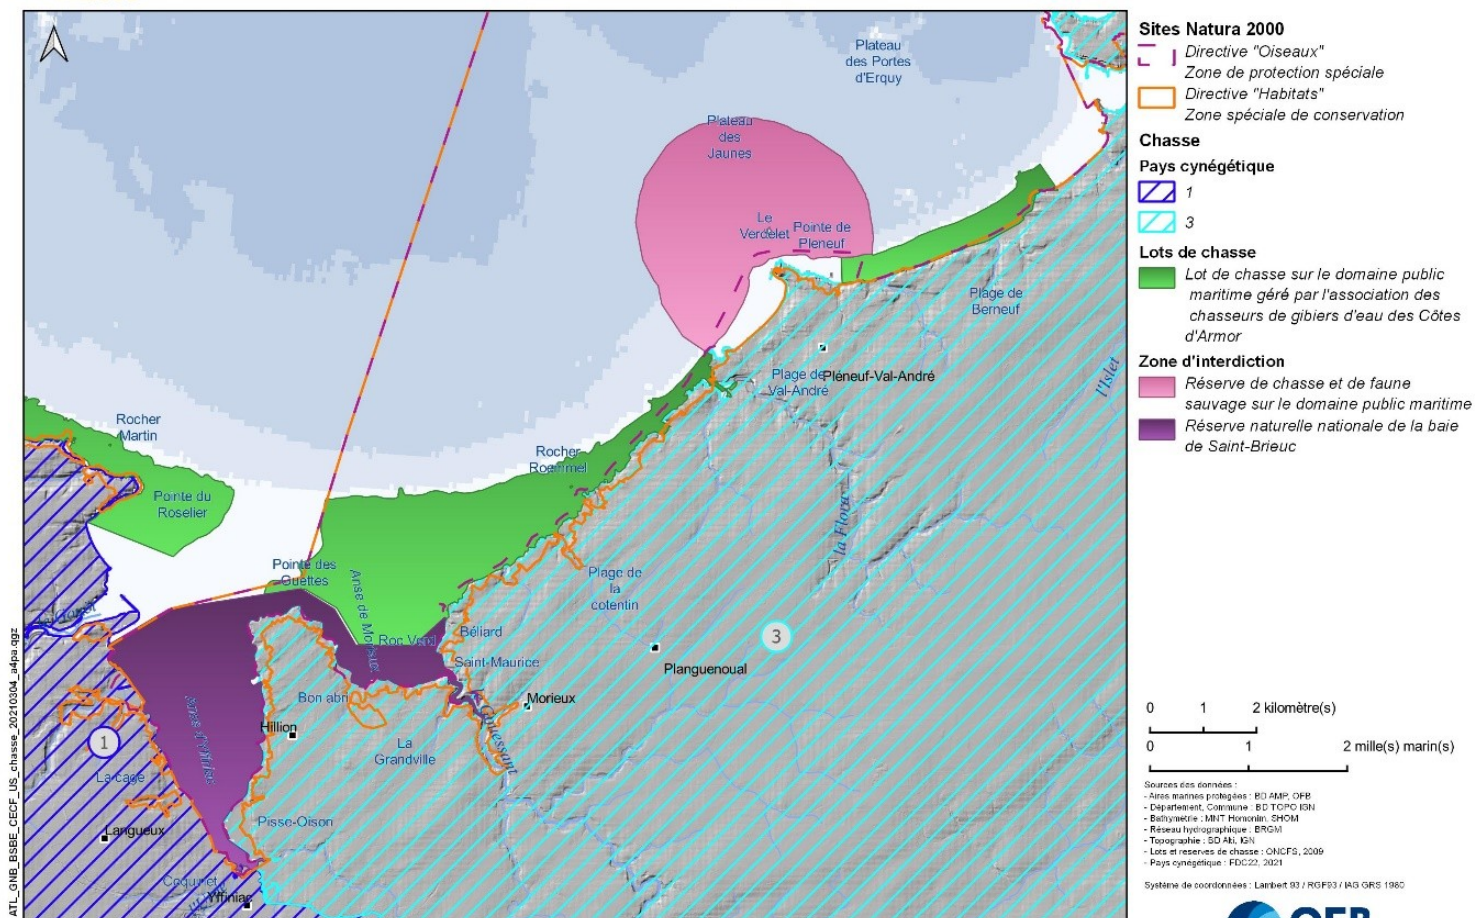 Plateau
des Portes
d'Erquy
Plateau
des
Jaunes
Le
Verdelet
Pointe de
Pleneuf
Plage de
Berneuf
Plage de
Val-André
Pléneuf-Val-André
l'Islet
la Flora
Rocher
Martin
Pointe du
Roselier
Rocher
Roemmel
Pointe des
Guettes
Anse de Morieux
Plage de
la
cotentin
Roc Vepil
Béliard
Saint-Maurice
Planguenoual
3
Morieux
Bon abri
Hillion
La
Grandville
Anse d'Yffiniac
1
La cage
Langueux
Pisse-Oison
Yffiniac
ATL_GNB_BSBE_CECF_US_chasse_20210304_a4pa.qgz
Sites Natura 2000
Directive "Oiseaux"
Zone de protection spéciale
Directive "Habitats"
Zone spéciale de conservation
Chasse
Pays cynégétique
1
3
Lots de chasse
Lot de chasse sur le domaine public
maritime géré par l'association des
chasseurs de gibiers d'eau des Côtes
d'Armor
Zone d'interdiction
Réserve de chasse et de faune
sauvage sur le domaine public maritime
Réserve naturelle nationale de la baie
de Saint-Brieuc
0 1 2 kilomètre(s)
0 1 2 mille(s) marin(s)
Sources des données :
- Aires marines protégées : BD AMP, OFB
- Département, Commune : BD TOPO IGN
- Bathymétrie : MNT Homonim, SHOM
- Réseau hydrographique : BRGM
- Topographie : BD Alti, IGN
- Lots et reserves de chasse : ONCFS, 2009
- Pays cynégétique : FDC22, 2021
Système de coordonnées : Lambert 93 / RGF93 / IAG GRS 1980
OFB